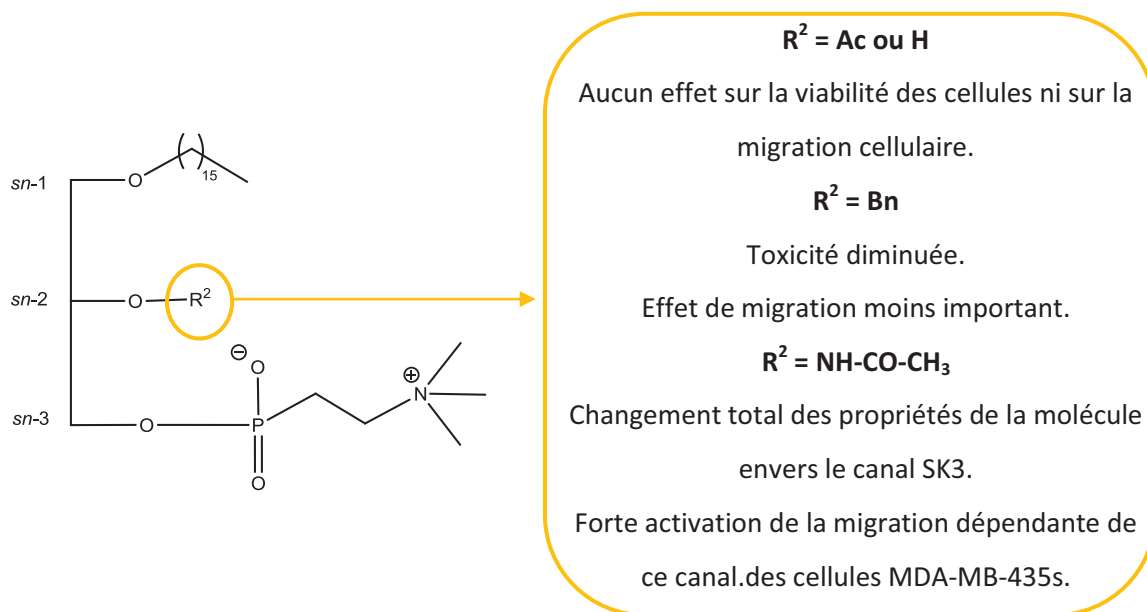 R² = Ac ou H
Aucun effet sur la viabilité des cellules ni sur la
migration cellulaire.
R² = Bn
Toxicité diminuée.
Effet de migration moins important.
R² = NH-CO-CH₃
Changement total des propriétés de la molécule
envers le canal SK3.
Forte activation de la migration dépendante de
ce canal.des cellules MDA-MB-435s.
sn-1 O ( ) 15
sn-2 O R²
⊖ O ⊕
sn-3 O P N
O